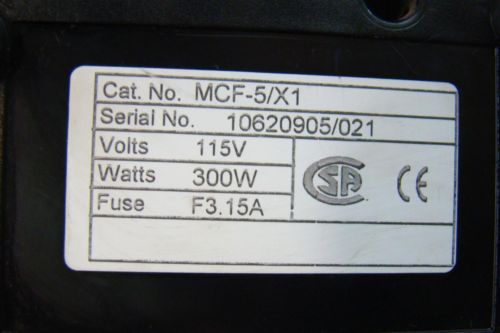 Cat. No. MCF-5/X1
Serial No. 10620905/021
Volts 115V
Watts 300W
Fuse F3.15A
CSA CE